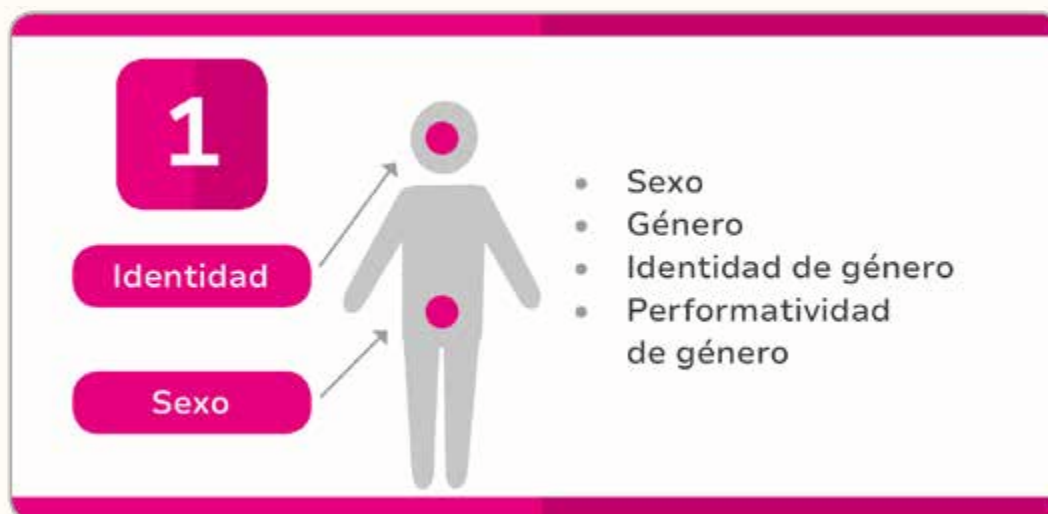 1
Identidad
Sexo
• Sexo
• Género
• Identidad de género
• Performatividad
de género